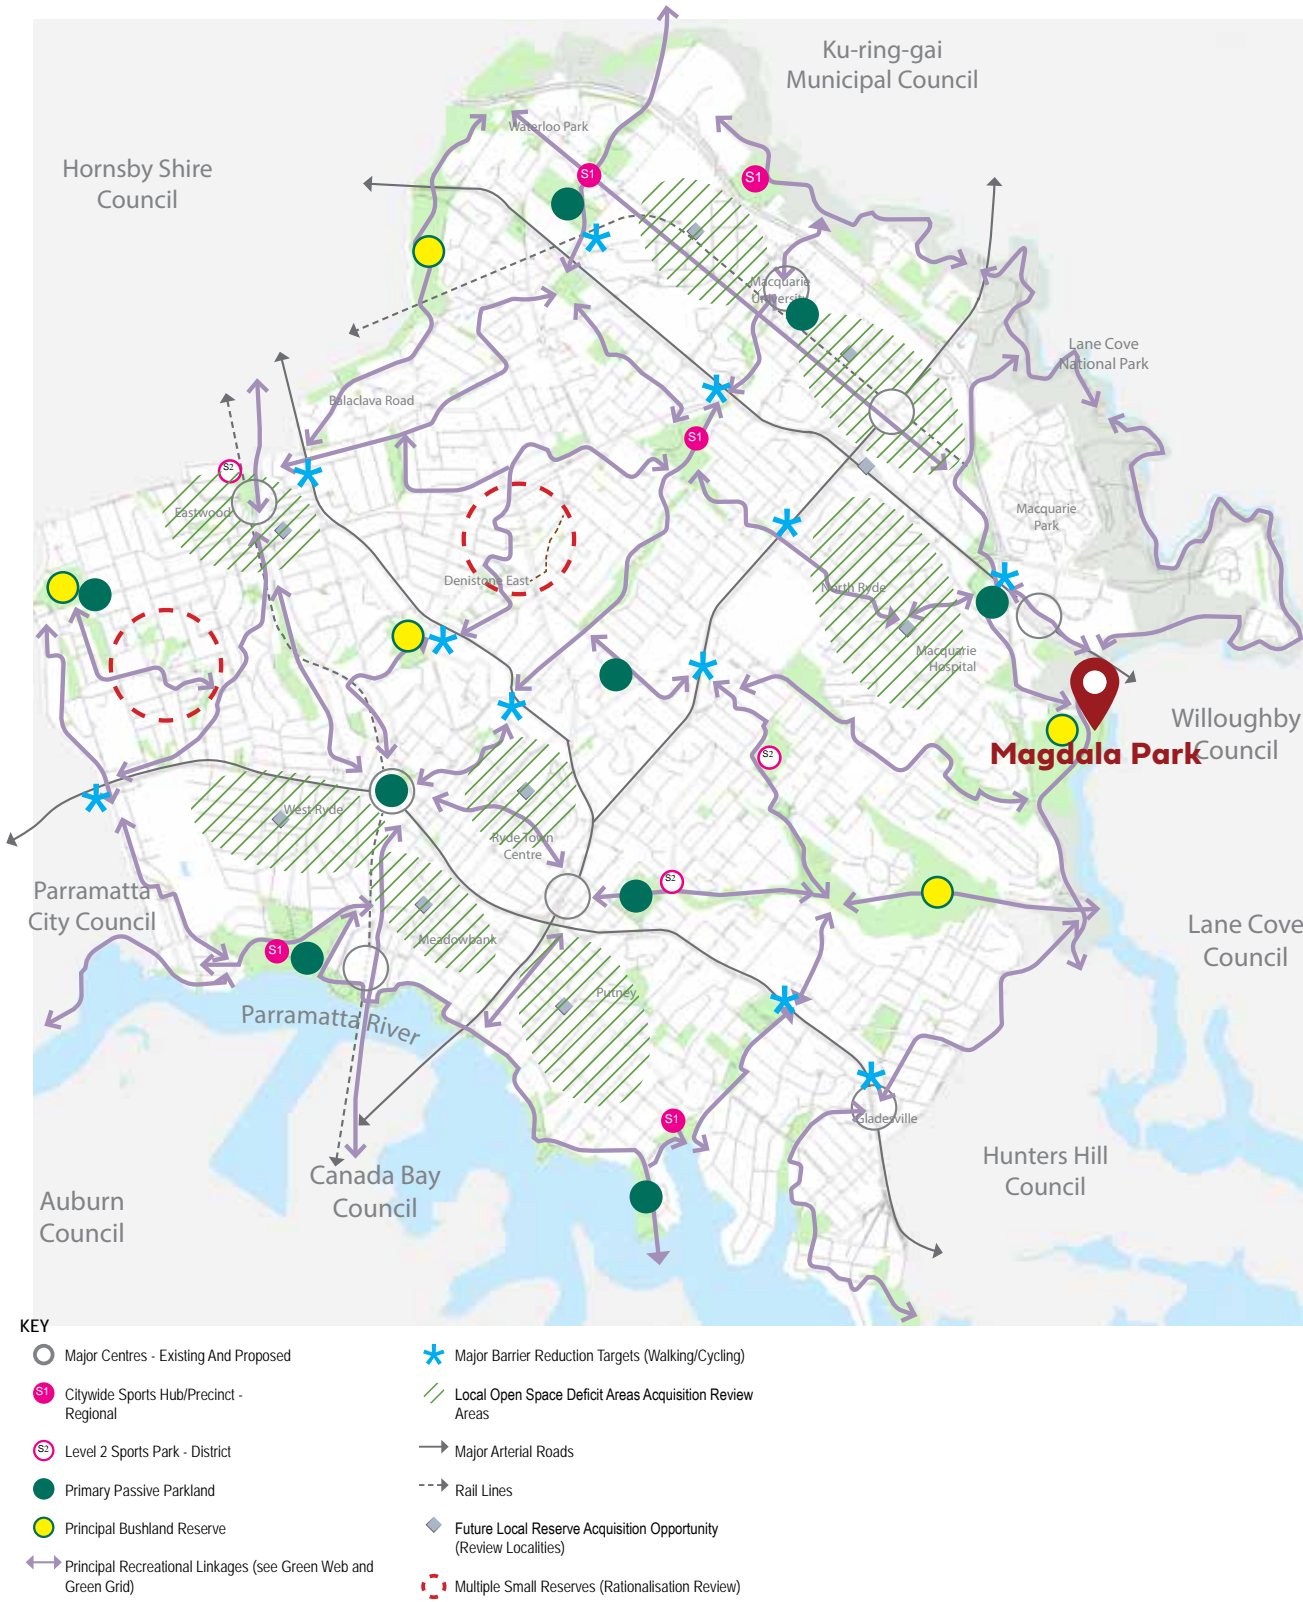 Ku-ring-gai
Municipal Council
Waterloo Park
Hornsby Shire
Council
S1
S1
Macquarie
University
Lane Cove
National Park
Balaclava Road
S1
S2
Eastwood
Macquarie
Park
Denistone East
North Ryde
Macquarie
Hospital
Willoughby
Council
Magdala Park
S2
West Ryde
Ryde Town
Centre
S2
Parramatta
City Council
Lane Cove
Council
Meadowbank
S1
Putney
Parramatta River
S1
Gladesville
Hunters Hill
Council
Canada Bay
Council
Auburn
Council
KEY
Major Centres - Existing And Proposed
S1
Citywide Sports Hub/Precinct -
Regional
S2
Level 2 Sports Park - District
Primary Passive Parkland
Principal Bushland Reserve
Principal Recreational Linkages (see Green Web and
Green Grid)
Major Barrier Reduction Targets (Walking/Cycling)
Local Open Space Deficit Areas Acquisition Review
Areas
Major Arterial Roads
Rail Lines
Future Local Reserve Acquisition Opportunity
(Review Localities)
Multiple Small Reserves (Rationalisation Review)